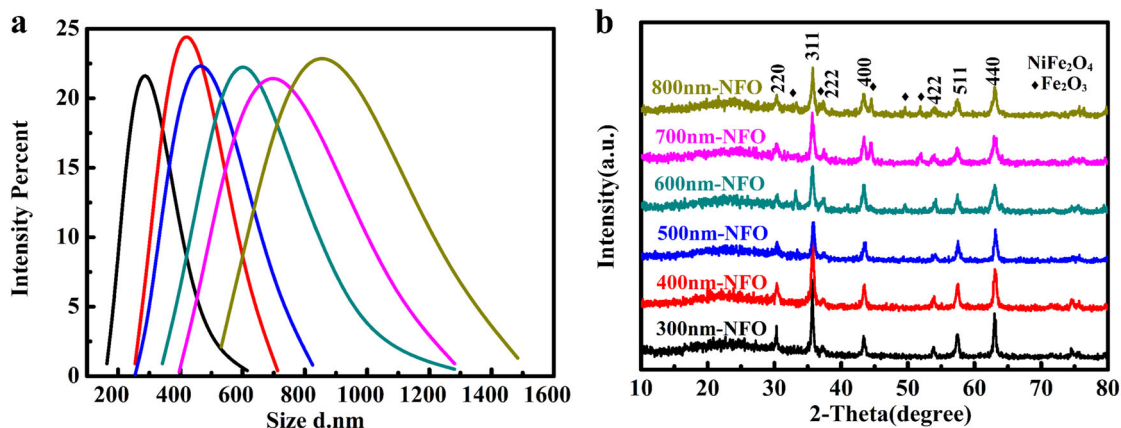 a
Intensity Percent
25
20
15
10
5
0
200 400 600 800 1000 1200 1400 1600
Size d.nm
b
Intensity(a.u.)
NiFe₂O₄
♦ Fe₂O₃
220 311 222 400 422 511 440
800nm-NFO
700nm-NFO
600nm-NFO
500nm-NFO
400nm-NFO
300nm-NFO
10 20 30 40 50 60 70 80
2-Theta(degree)